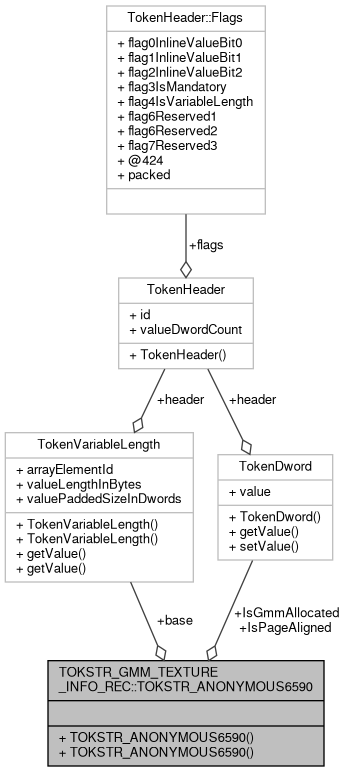 TokenHeader::Flags
+ flag0InlineValueBit0
+ flag1InlineValueBit1
+ flag2InlineValueBit2
+ flag3IsMandatory
+ flag4IsVariableLength
+ flag6Reserved1
+ flag6Reserved2
+ flag7Reserved3
+ @424
+ packed
+flags
TokenHeader
+ id
+ valueDwordCount
+ TokenHeader()
+header
+header
TokenVariableLength
+ arrayElementId
+ valueLengthInBytes
+ valuePaddedSizeInDwords
+ TokenVariableLength()
+ TokenVariableLength()
+ getValue()
+ getValue()
TokenDword
+ value
+ TokenDword()
+ getValue()
+ setValue()
+base
+IsGmmAllocated
+IsPageAligned
TOKSTR_GMM_TEXTURE
_INFO_REC::TOKSTR_ANONYMOUS6590
+ TOKSTR_ANONYMOUS6590()
+ TOKSTR_ANONYMOUS6590()